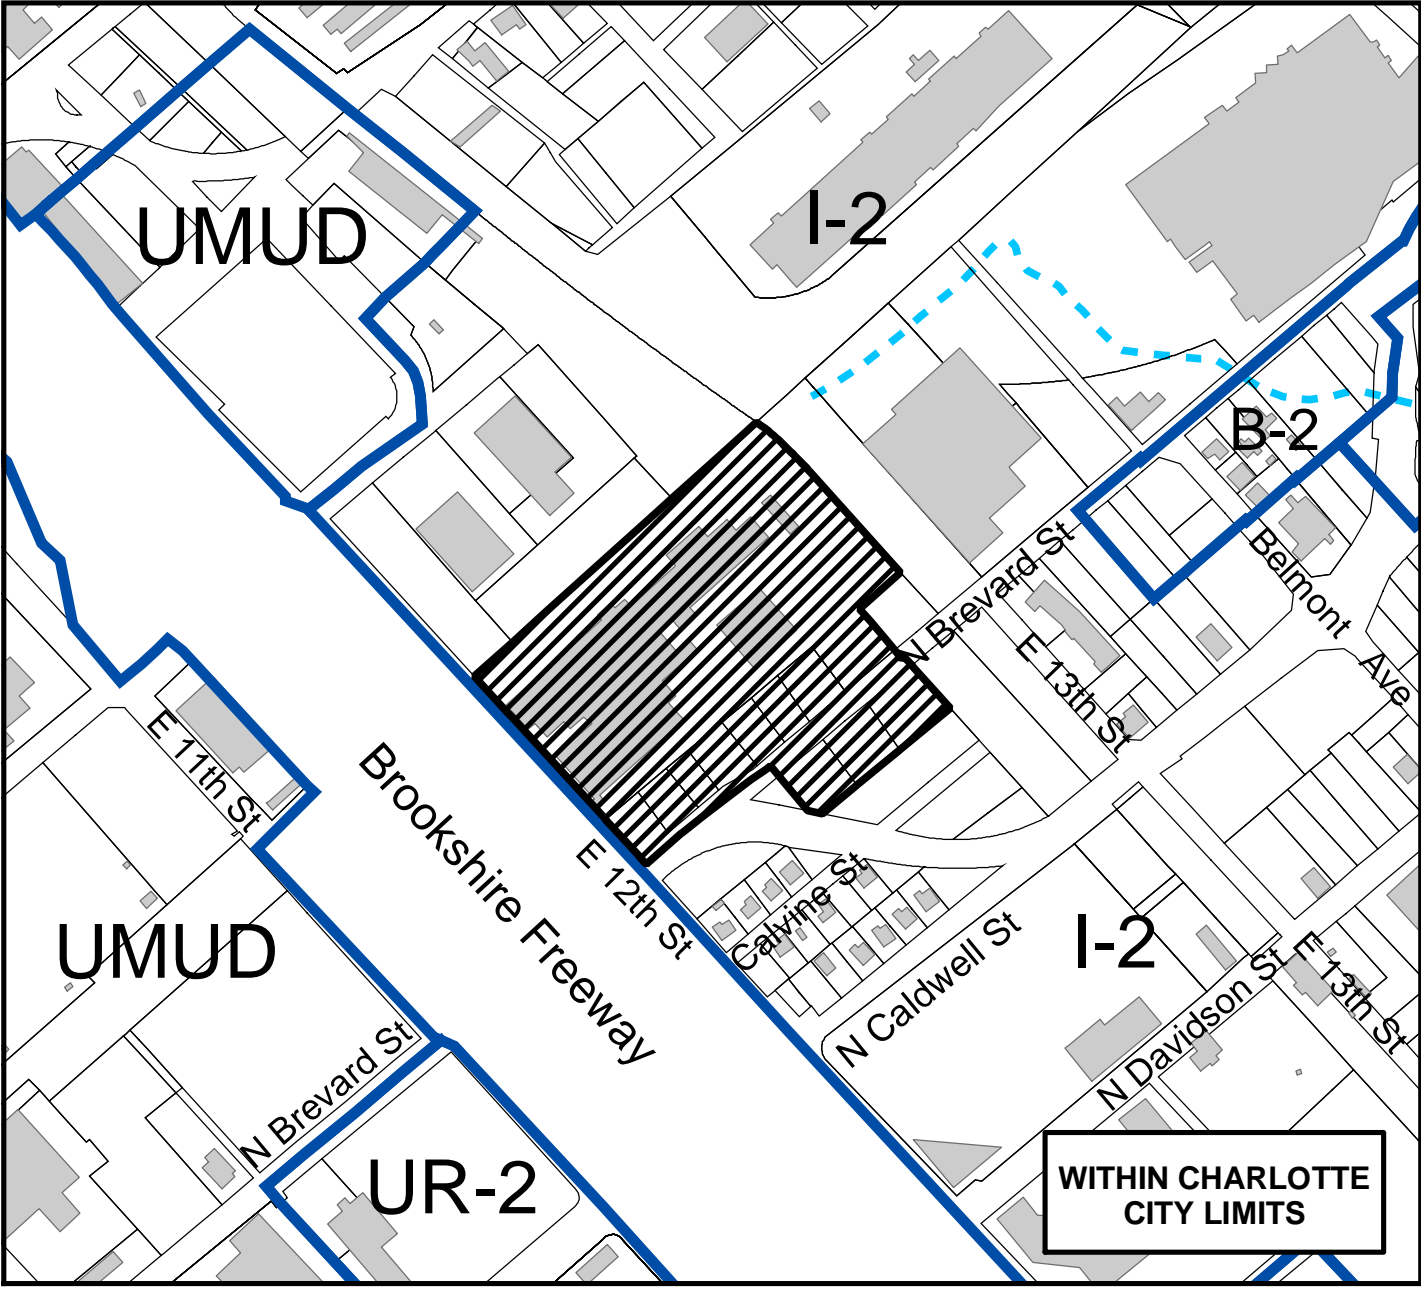 UMUD
I-2
B-2
N Brevard St
Belmont
Ave
E 13th St
E 11th St
Brookshire Freeway
E 12th St
Calvine St
UMUD
I-2
N Caldwell St
E 13th St
N Davidson St
N Brevard St
UR-2
WITHIN CHARLOTTE
CITY LIMITS